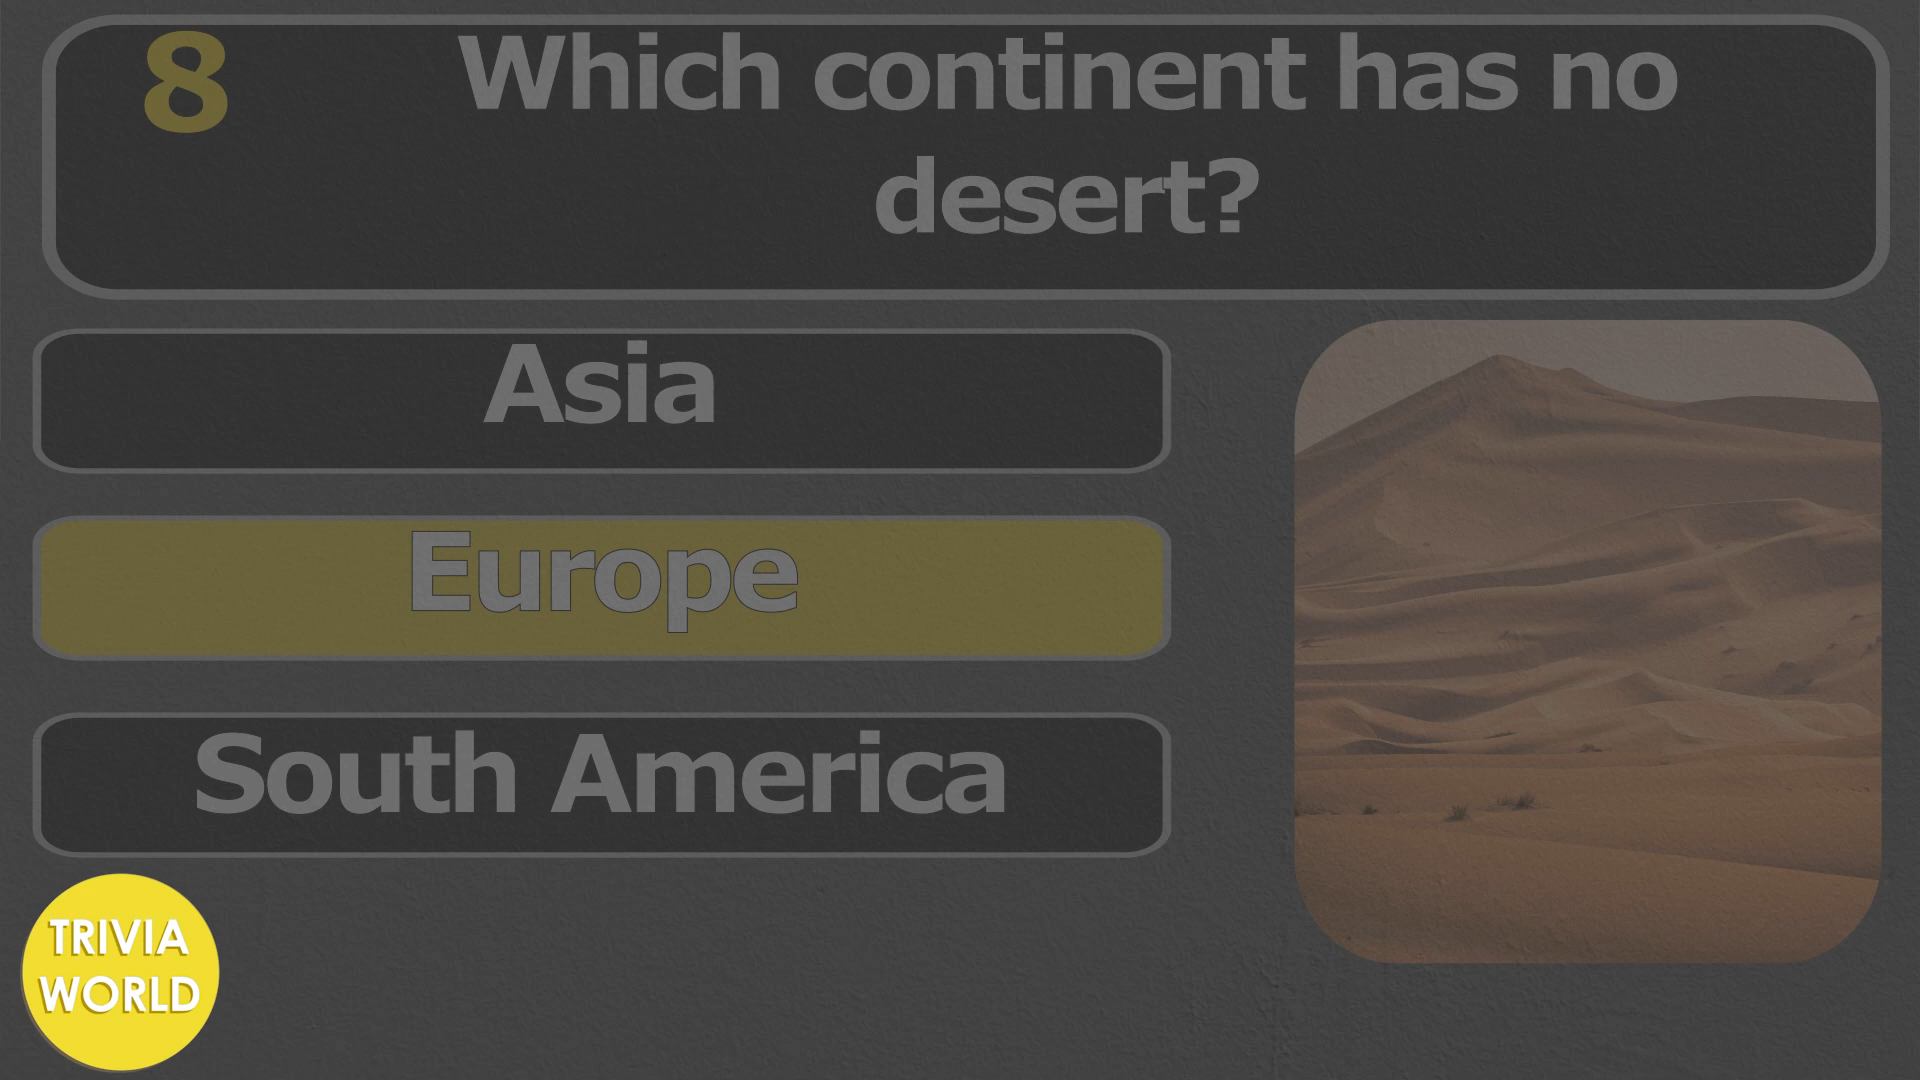 8
Which continent has no
desert?
Asia
Europe
South America
TRIVIA
WORLD